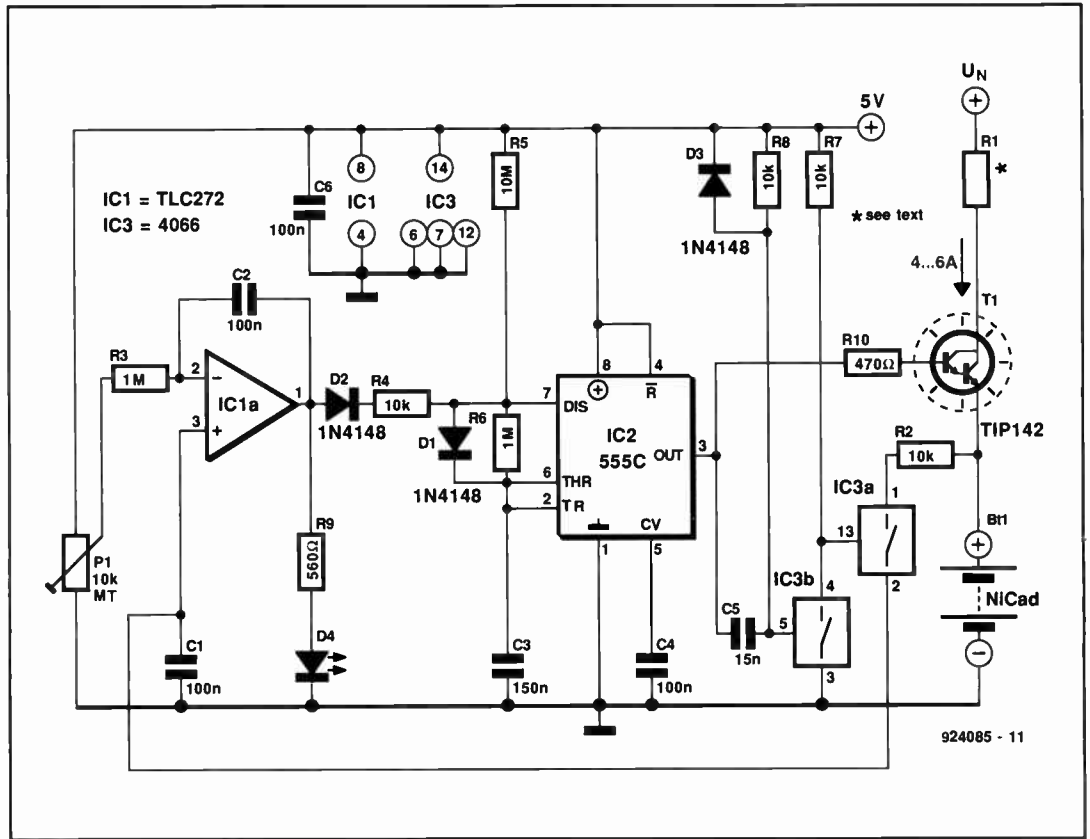 U_N
5V
R1
*
* see text
4...6A
T1
TIP142
R10
470Ω
R2
10k
D3
1N4148
R8
10k
R7
10k
R5
10M
C6
100n
8
IC1
4
14
IC3
6
7
12
IC1 = TLC272
IC3 = 4066
C2
100n
R3
1M
2
-
IC1a
1
3
+
D2
1N4148
R4
10k
D1
1N4148
R6
1M
7
DIS
8
4
R̅
IC2
555C
OUT
3
6
THR
2
TR
CV
1
5
P1
10k
MT
C1
100n
R9
560Ω
D4
C3
150n
C4
100n
C5
15n
IC3b
5
4
3
IC3a
13
1
2
Bt1
NiCad
924085 - 11